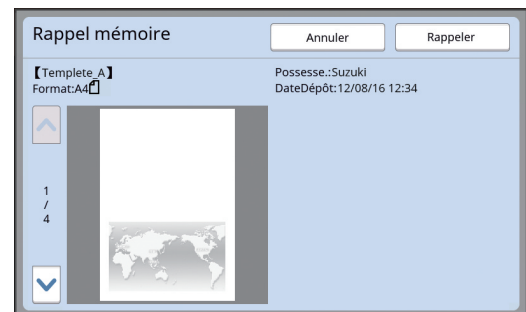 Rappel mémoire
Annuler
Rappeler
【Templete_A】
Format:A4
Possesse.:Suzuki
DateDépôt:12/08/16 12:34
1
/
4